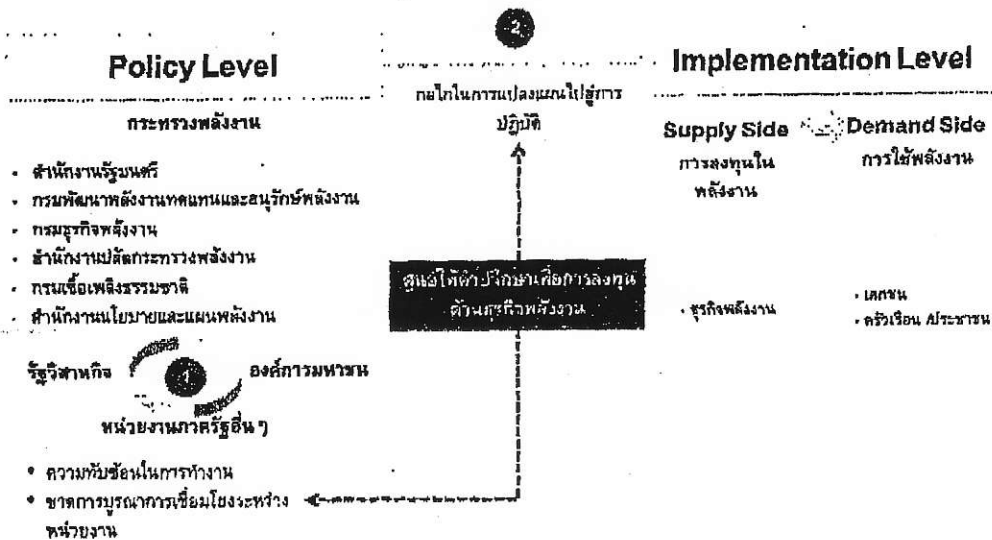 2
Policy Level
Implementation Level
กลไกในการแปลงแผนไปสู่การ
ปฏิบัติ
กระทรวงพลังงาน
• สำนักงานรัฐมนตรี
• กรมพัฒนาพลังงานทดแทนและอนุรักษ์พลังงาน
• กรมธุรกิจพลังงาน
• สำนักงานปลัดกระทรวงพลังงาน
• กรมเชื้อเพลิงธรรมชาติ
• สำนักงานนโยบายและแผนพลังงาน
รัฐวิสาหกิจ
1
องค์การมหาชน
หน่วยงานภาครัฐอื่น ๆ
• ความทับซ้อนในการทำงาน
• ขาดการบูรณาการเชื่อมโยงระหว่าง
หน่วยงาน
ศูนย์ให้คำปรึกษาเพื่อการลงทุน
ด้านธุรกิจพลังงาน
Supply Side
การลงทุนใน
พลังงาน
• ธุรกิจพลังงาน
Demand Side
การใช้พลังงาน
• เอกชน
• ครัวเรือน /ประชาชน